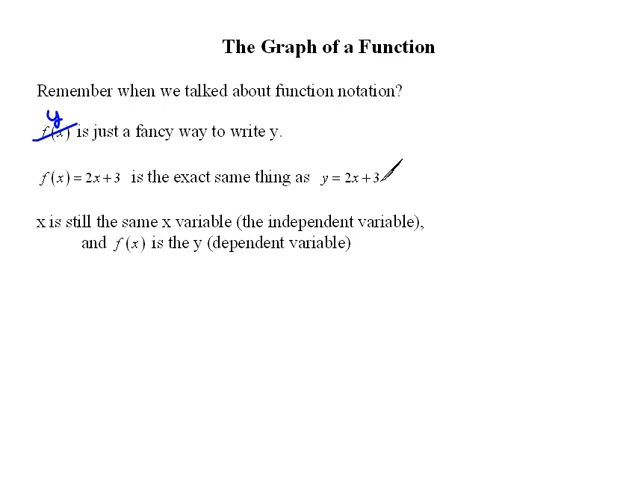 The Graph of a Function
Remember when we talked about function notation?
y
f(x) is just a fancy way to write y.
f(x) = 2x+3 is the exact same thing as y = 2x+3
x is still the same x variable (the independent variable),
and f(x) is the y (dependent variable)